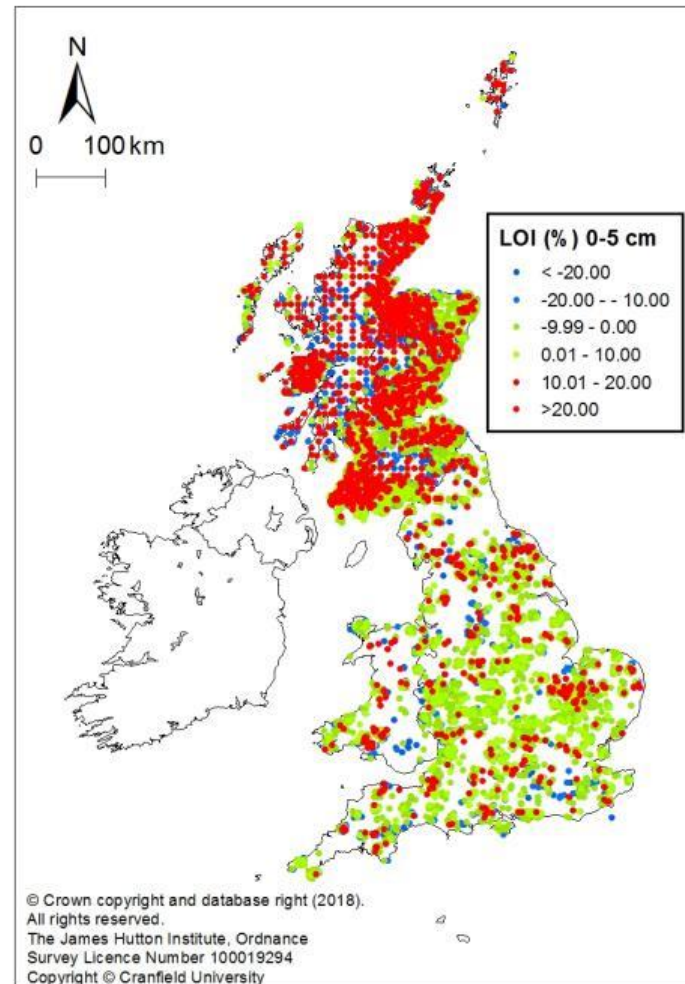 N
0 100 km
LOI (%) 0-5 cm
< -20.00
-20.00 - - 10.00
-9.99 - 0.00
0.01 - 10.00
10.01 - 20.00
>20.00
© Crown copyright and database right (2018).
All rights reserved.
The James Hutton Institute, Ordnance
Survey Licence Number 100019294
Copyright © Cranfield University